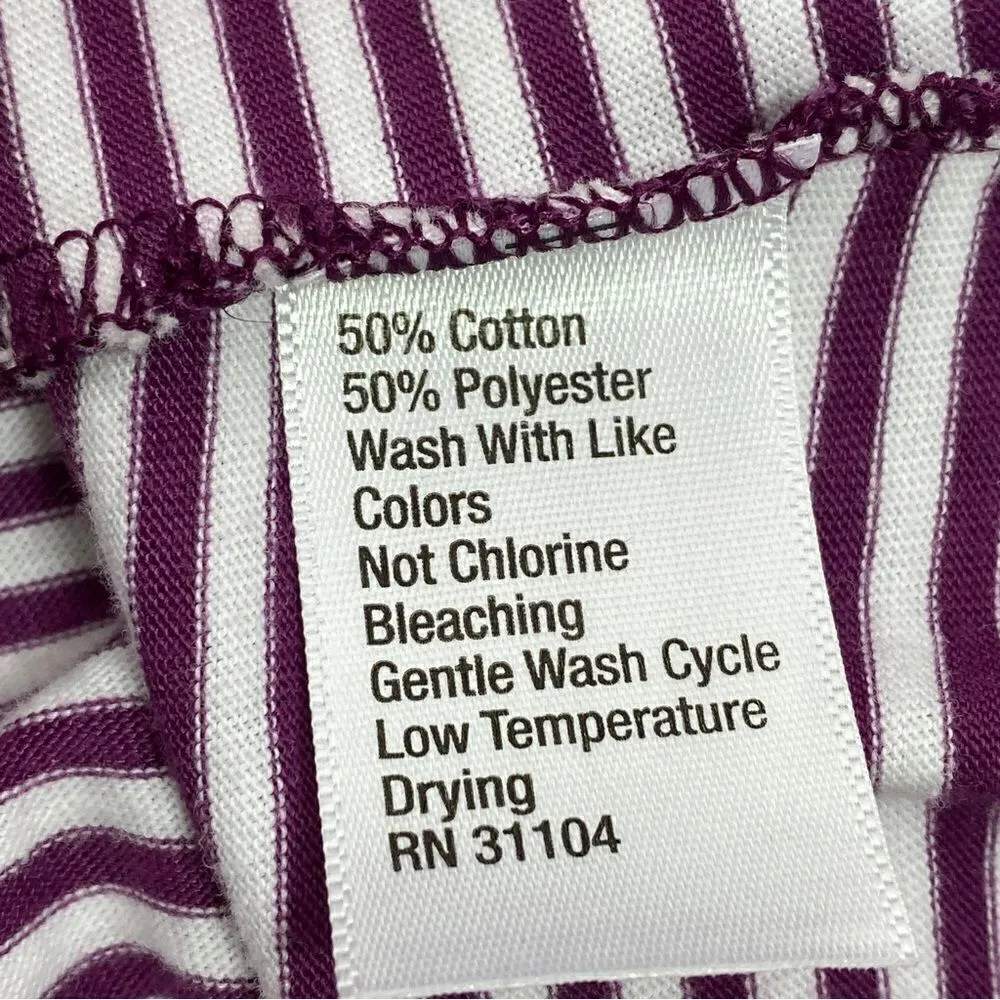 50% Cotton
50% Polyester
Wash With Like
Colors
Not Chlorine
Bleaching
Gentle Wash Cycle
Low Temperature
Drying
RN 31104